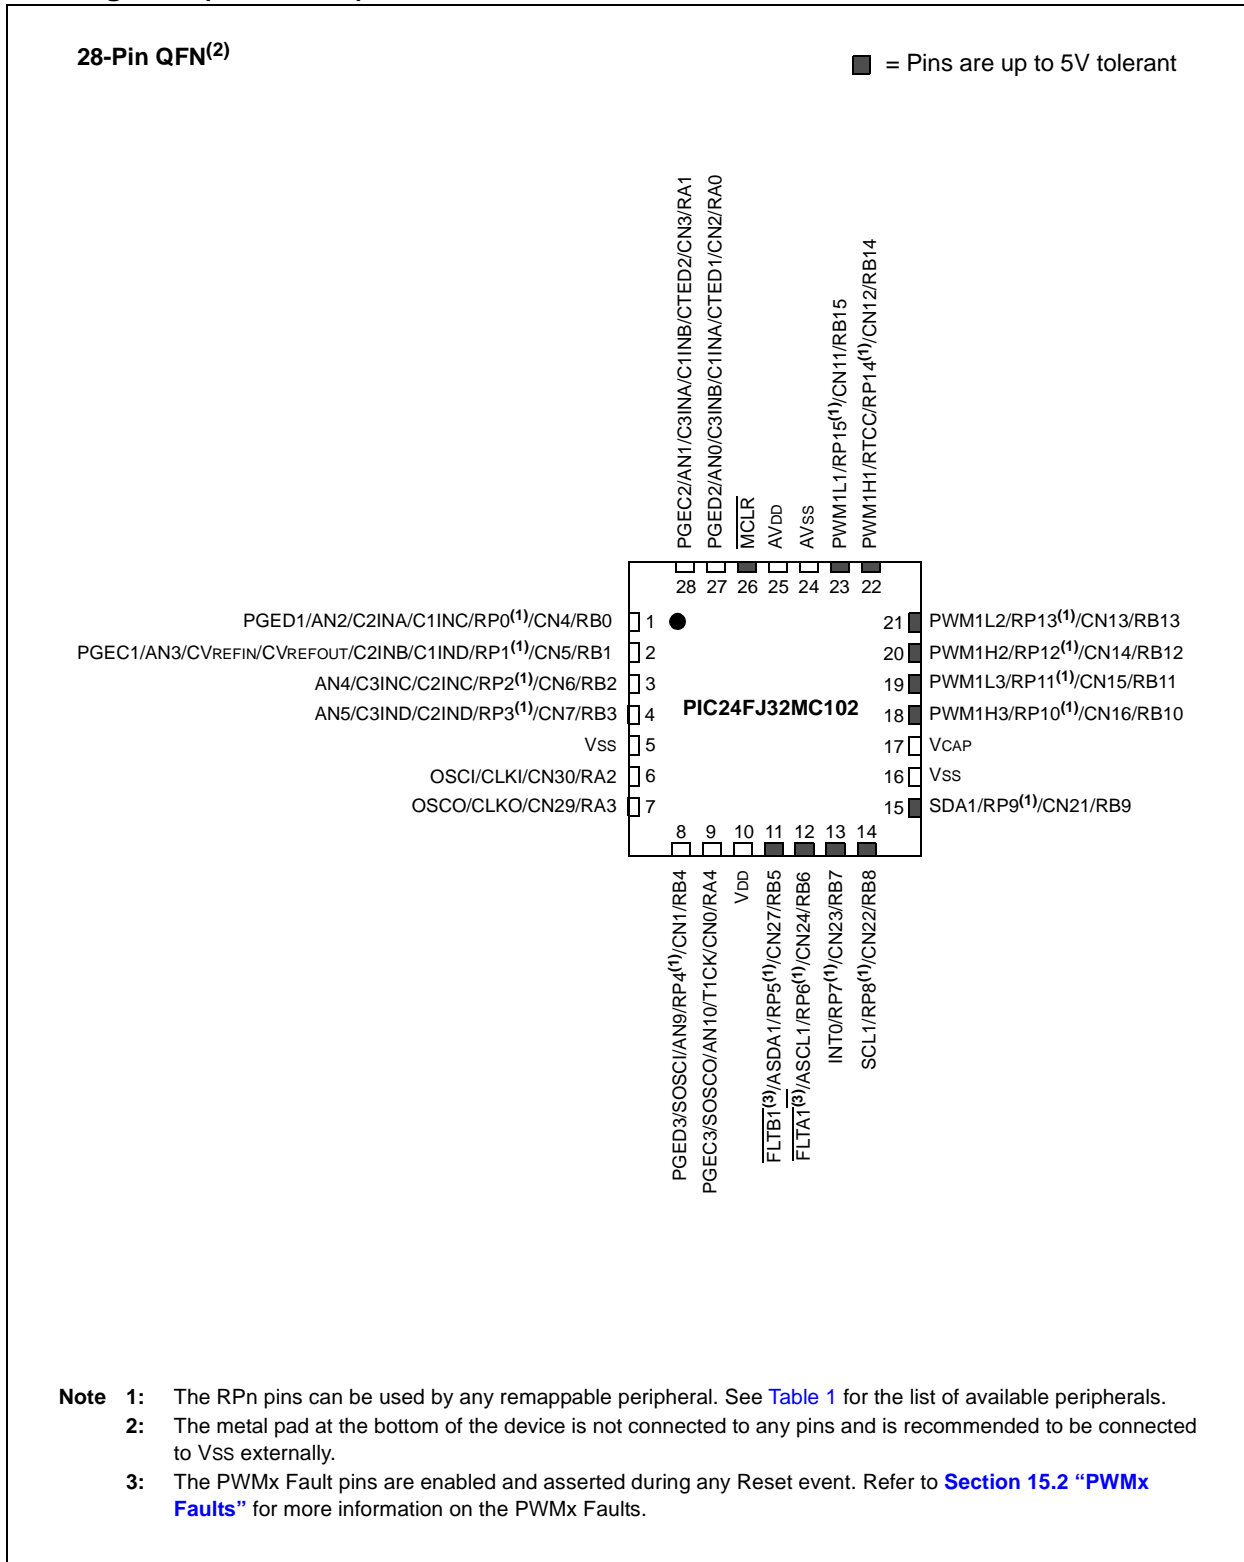 28-Pin QFN(2)
= Pins are up to 5V tolerant
PGEC2/AN1/C3INA/C1INB/CTED2/CN3/RA1
PGED2/AN0/C3INB/C1INA/CTED1/CN2/RA0
MCLR
AVDD
AVSS
PWM1L1/RP15(1)/CN11/RB15
PWM1H1/RTCC/RP14(1)/CN12/RB14
28 27 26 25 24 23 22
PGED1/AN2/C2INA/C1INC/RP0(1)/CN4/RB0 1
PGEC1/AN3/CVREFIN/CVREFOUT/C2INB/C1IND/RP1(1)/CN5/RB1 2
AN4/C3INC/C2INC/RP2(1)/CN6/RB2 3
AN5/C3IND/C2IND/RP3(1)/CN7/RB3 4
VSS 5
OSCI/CLKI/CN30/RA2 6
OSCO/CLKO/CN29/RA3 7
PIC24FJ32MC102
21 PWM1L2/RP13(1)/CN13/RB13
20 PWM1H2/RP12(1)/CN14/RB12
19 PWM1L3/RP11(1)/CN15/RB11
18 PWM1H3/RP10(1)/CN16/RB10
17 VCAP
16 VSS
15 SDA1/RP9(1)/CN21/RB9
8 9 10 11 12 13 14
PGED3/SOSCI/AN9/RP4(1)/CN1/RB4
PGEC3/SOSCO/AN10/T1CK/CN0/RA4
VDD
FLTB1(3)/ASDA1/RP5(1)/CN27/RB5
FLTA1(3)/ASCL1/RP6(1)/CN24/RB6
INT0/RP7(1)/CN23/RB7
SCL1/RP8(1)/CN22/RB8
Note 1: The RPn pins can be used by any remappable peripheral. See Table 1 for the list of available peripherals.
2: The metal pad at the bottom of the device is not connected to any pins and is recommended to be connected
to VSS externally.
3: The PWMx Fault pins are enabled and asserted during any Reset event. Refer to Section 15.2 “PWMx
Faults” for more information on the PWMx Faults.